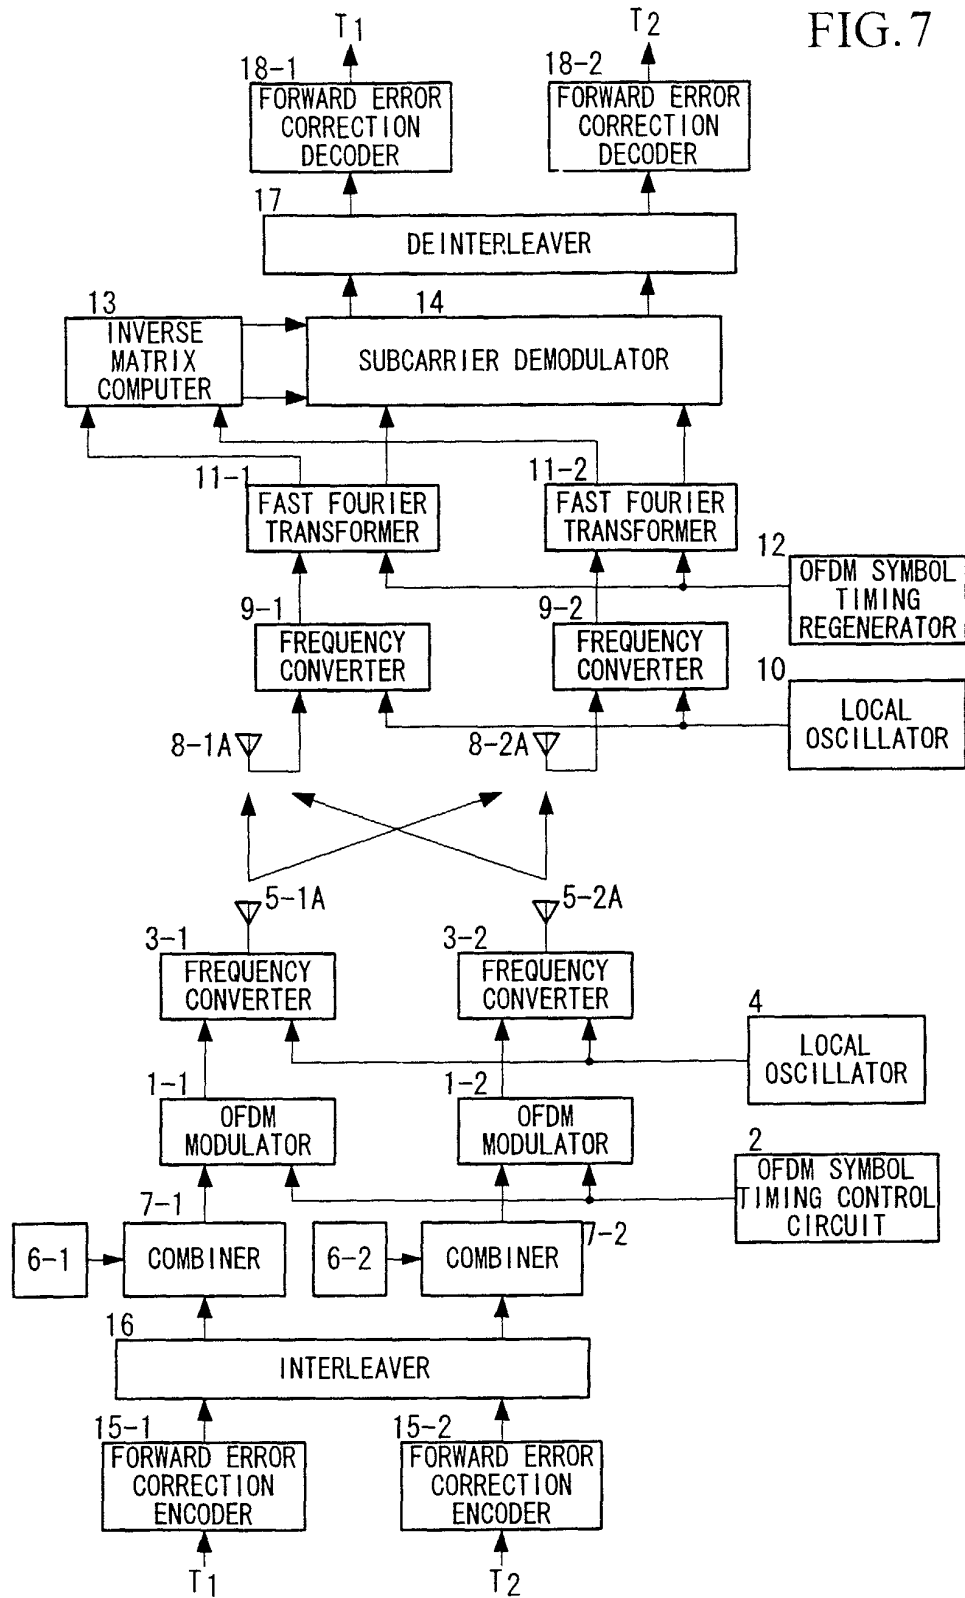 FIG. 7
T1
T2
18-1
FORWARD ERROR
CORRECTION
DECODER
18-2
FORWARD ERROR
CORRECTION
DECODER
17
DEINTERLEAVER
13
INVERSE
MATRIX
COMPUTER
14
SUBCARRIER DEMODULATOR
11-1
FAST FOURIER
TRANSFORMER
11-2
FAST FOURIER
TRANSFORMER
12
OFDM SYMBOL
TIMING
REGENERATOR
9-1
FREQUENCY
CONVERTER
9-2
FREQUENCY
CONVERTER
10
LOCAL
OSCILLATOR
8-1A
8-2A
5-1A
5-2A
3-1
FREQUENCY
CONVERTER
3-2
FREQUENCY
CONVERTER
4
LOCAL
OSCILLATOR
1-1
OFDM
MODULATOR
1-2
OFDM
MODULATOR
2
OFDM SYMBOL
TIMING CONTROL
CIRCUIT
7-1
6-1
COMBINER
6-2
COMBINER
7-2
16
INTERLEAVER
15-1
FORWARD ERROR
CORRECTION
ENCODER
15-2
FORWARD ERROR
CORRECTION
ENCODER
T1
T2